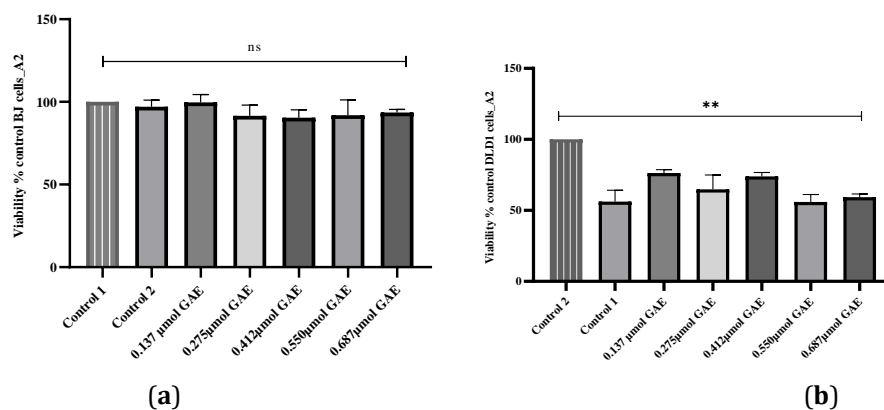 150
100
50
0
Viability % control BJ cells_A2
ns
Control 1
Control 2
0.137 µmol GAE
0.275µmol GAE
0.412µmol GAE
0.550µmol GAE
0.687µmol GAE
(a)
150
100
50
0
Viability % control DLD1 cells_A2
**
Control 2
Control 1
0.137 µmol GAE
0.275µmol GAE
0.412µmol GAE
0.550µmol GAE
0.687µmol GAE
(b)